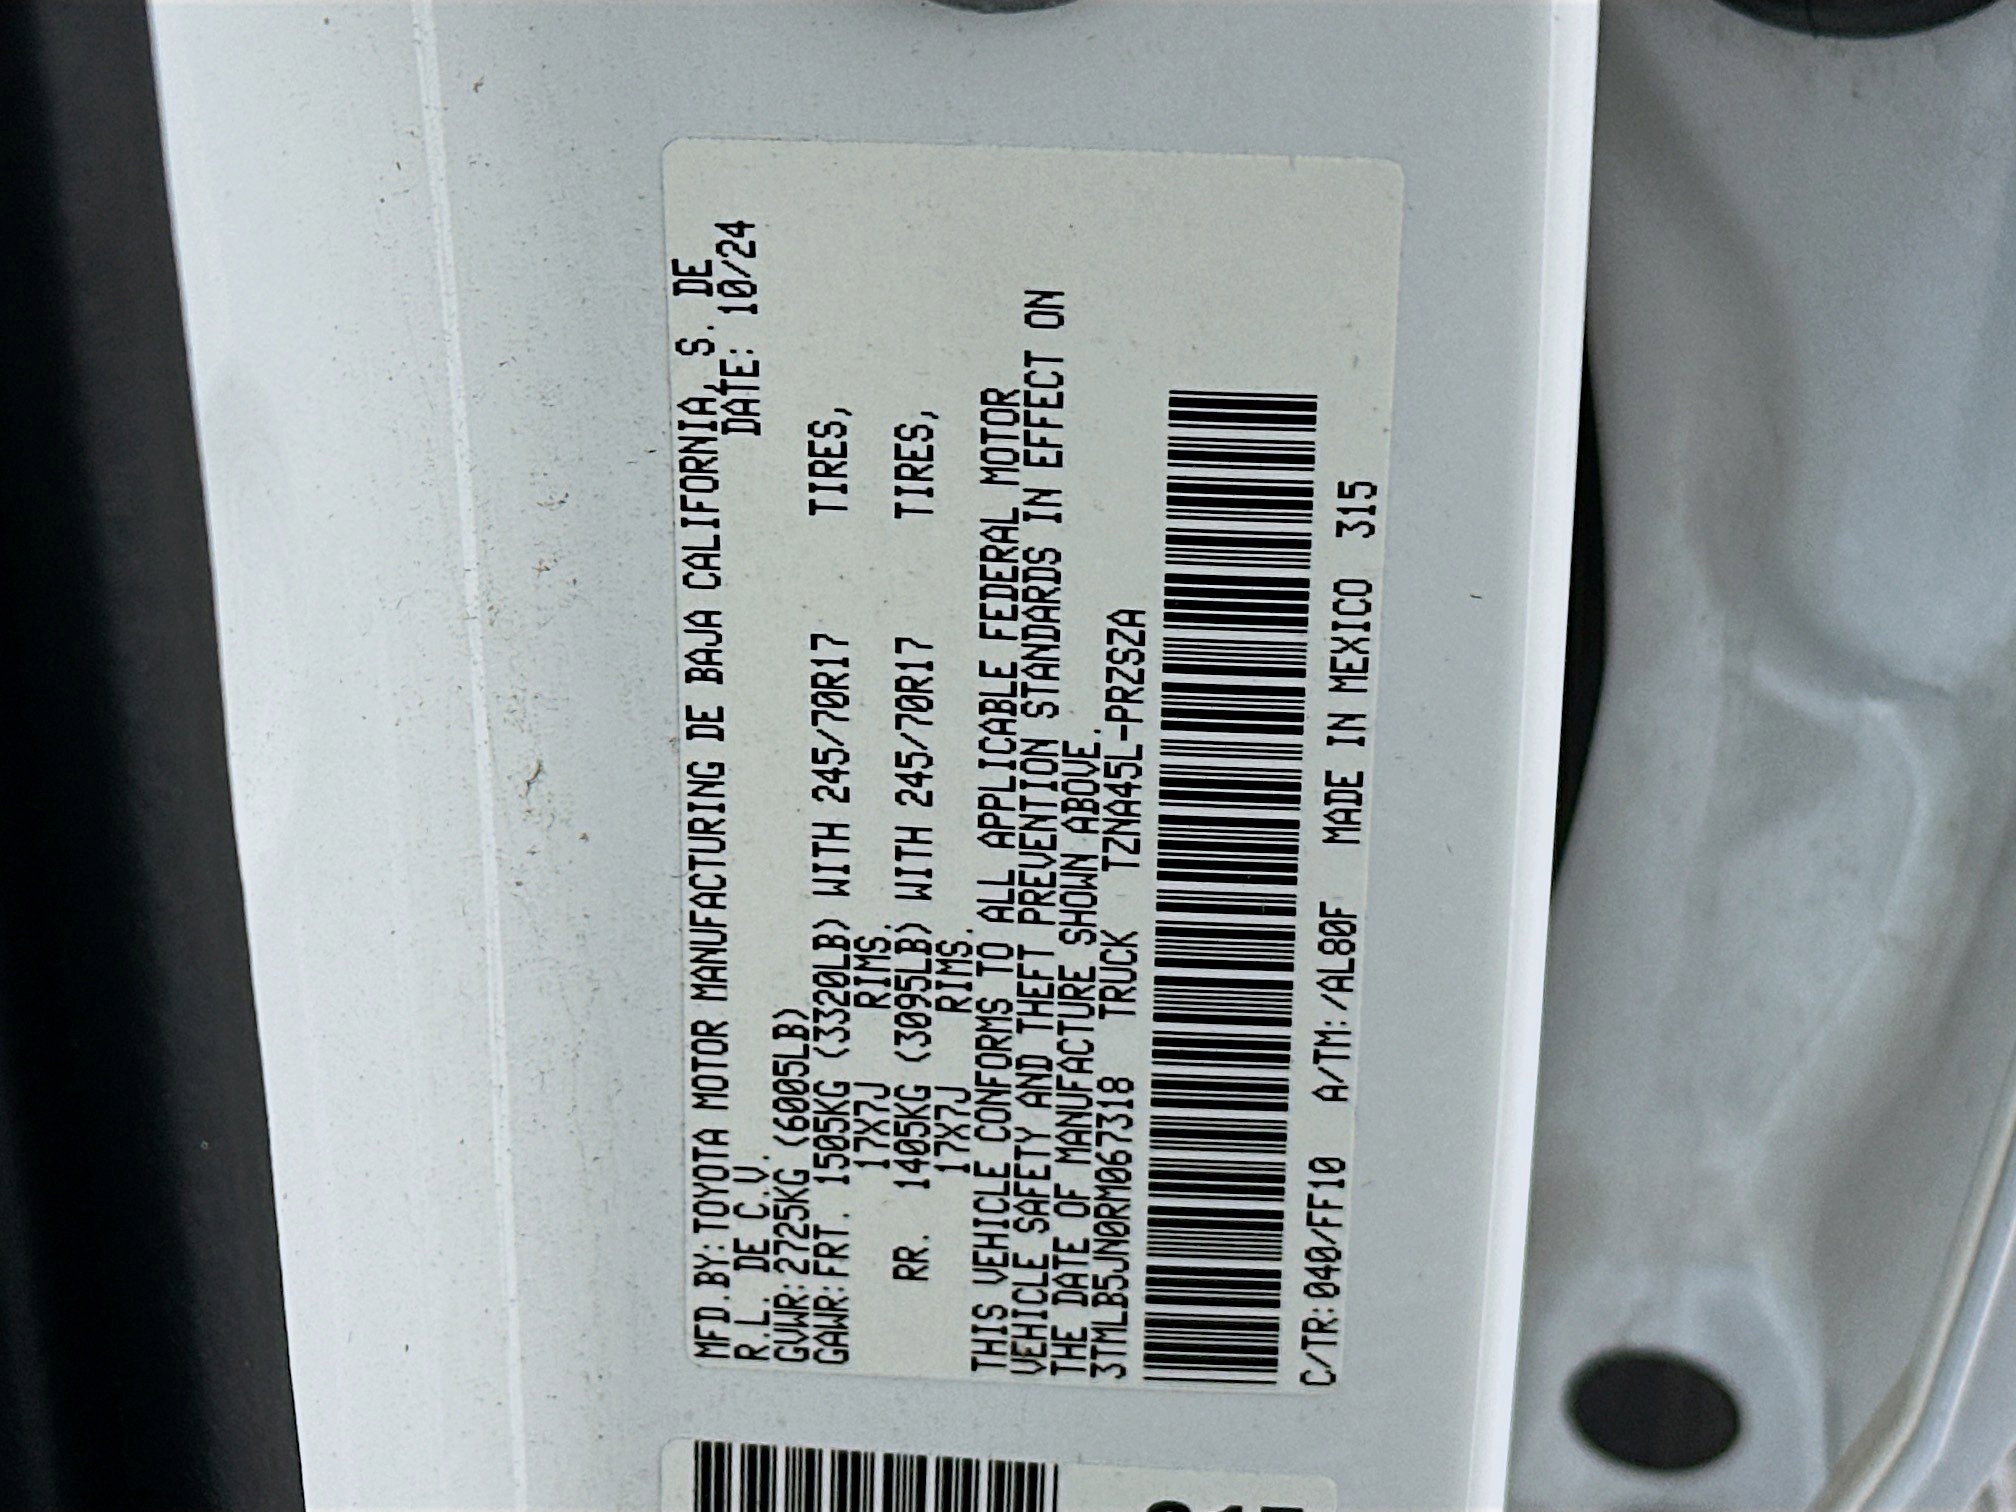 MFD.BY:TOYOTA MOTOR MANUFACTURING DE BAJA CALIFORNIA, S. DE
R.L. DE C.V. DATE: 10/24
GVWR:2725KG (6005LB)
GAWR:FRT. 1505KG (3320LB) WITH 245/70R17 TIRES,
17X7J RIMS.
RR. 1405KG (3095LB) WITH 245/70R17 TIRES,
17X7J RIMS.
THIS VEHICLE CONFORMS TO ALL APPLICABLE FEDERAL MOTOR
VEHICLE SAFETY AND THEFT PREVENTION STANDARDS IN EFFECT ON
THE DATE OF MANUFACTURE SHOWN ABOVE.
3TMLB5JN0RM067318 TRUCK TZNA45L-PRZSZA
C/TR:040/FF10 A/TM:/AL80F MADE IN MEXICO 315